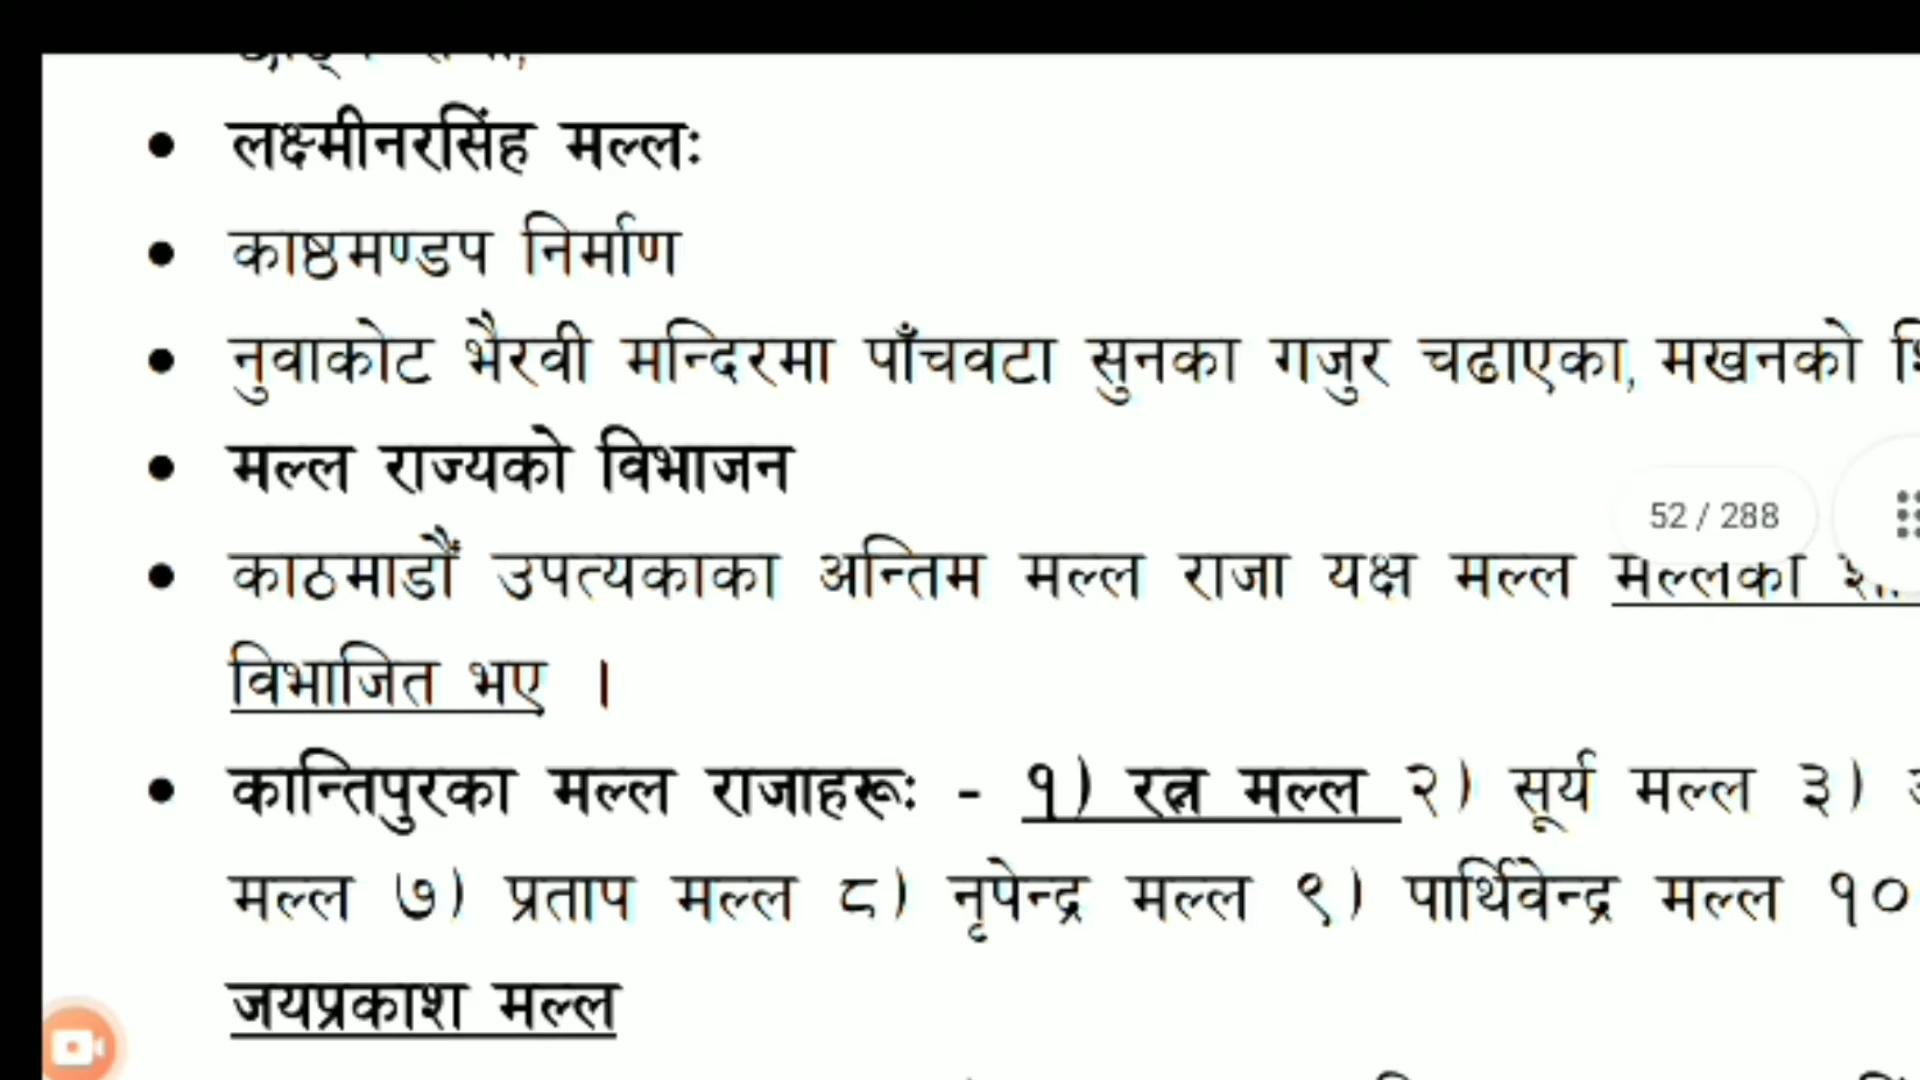 • लक्ष्मीनरसिंह मल्लः
• काष्ठमण्डप निर्माण
• नुवाकोट भैरवी मन्दिरमा पाँचवटा सुनका गजुर चढाएका, मखनको
• मल्ल राज्यको विभाजन
52 / 288
• काठमाडौं उपत्यकाका अन्तिम मल्ल राजा यक्ष मल्ल मल्लका
विभाजित भए ।
• कान्तिपुरका मल्ल राजाहरूः - १) रत्न मल्ल २) सूर्य मल्ल ३)
मल्ल ७) प्रताप मल्ल ८) नृपेन्द्र मल्ल ९) पार्थिवेन्द्र मल्ल १०
जयप्रकाश मल्ल